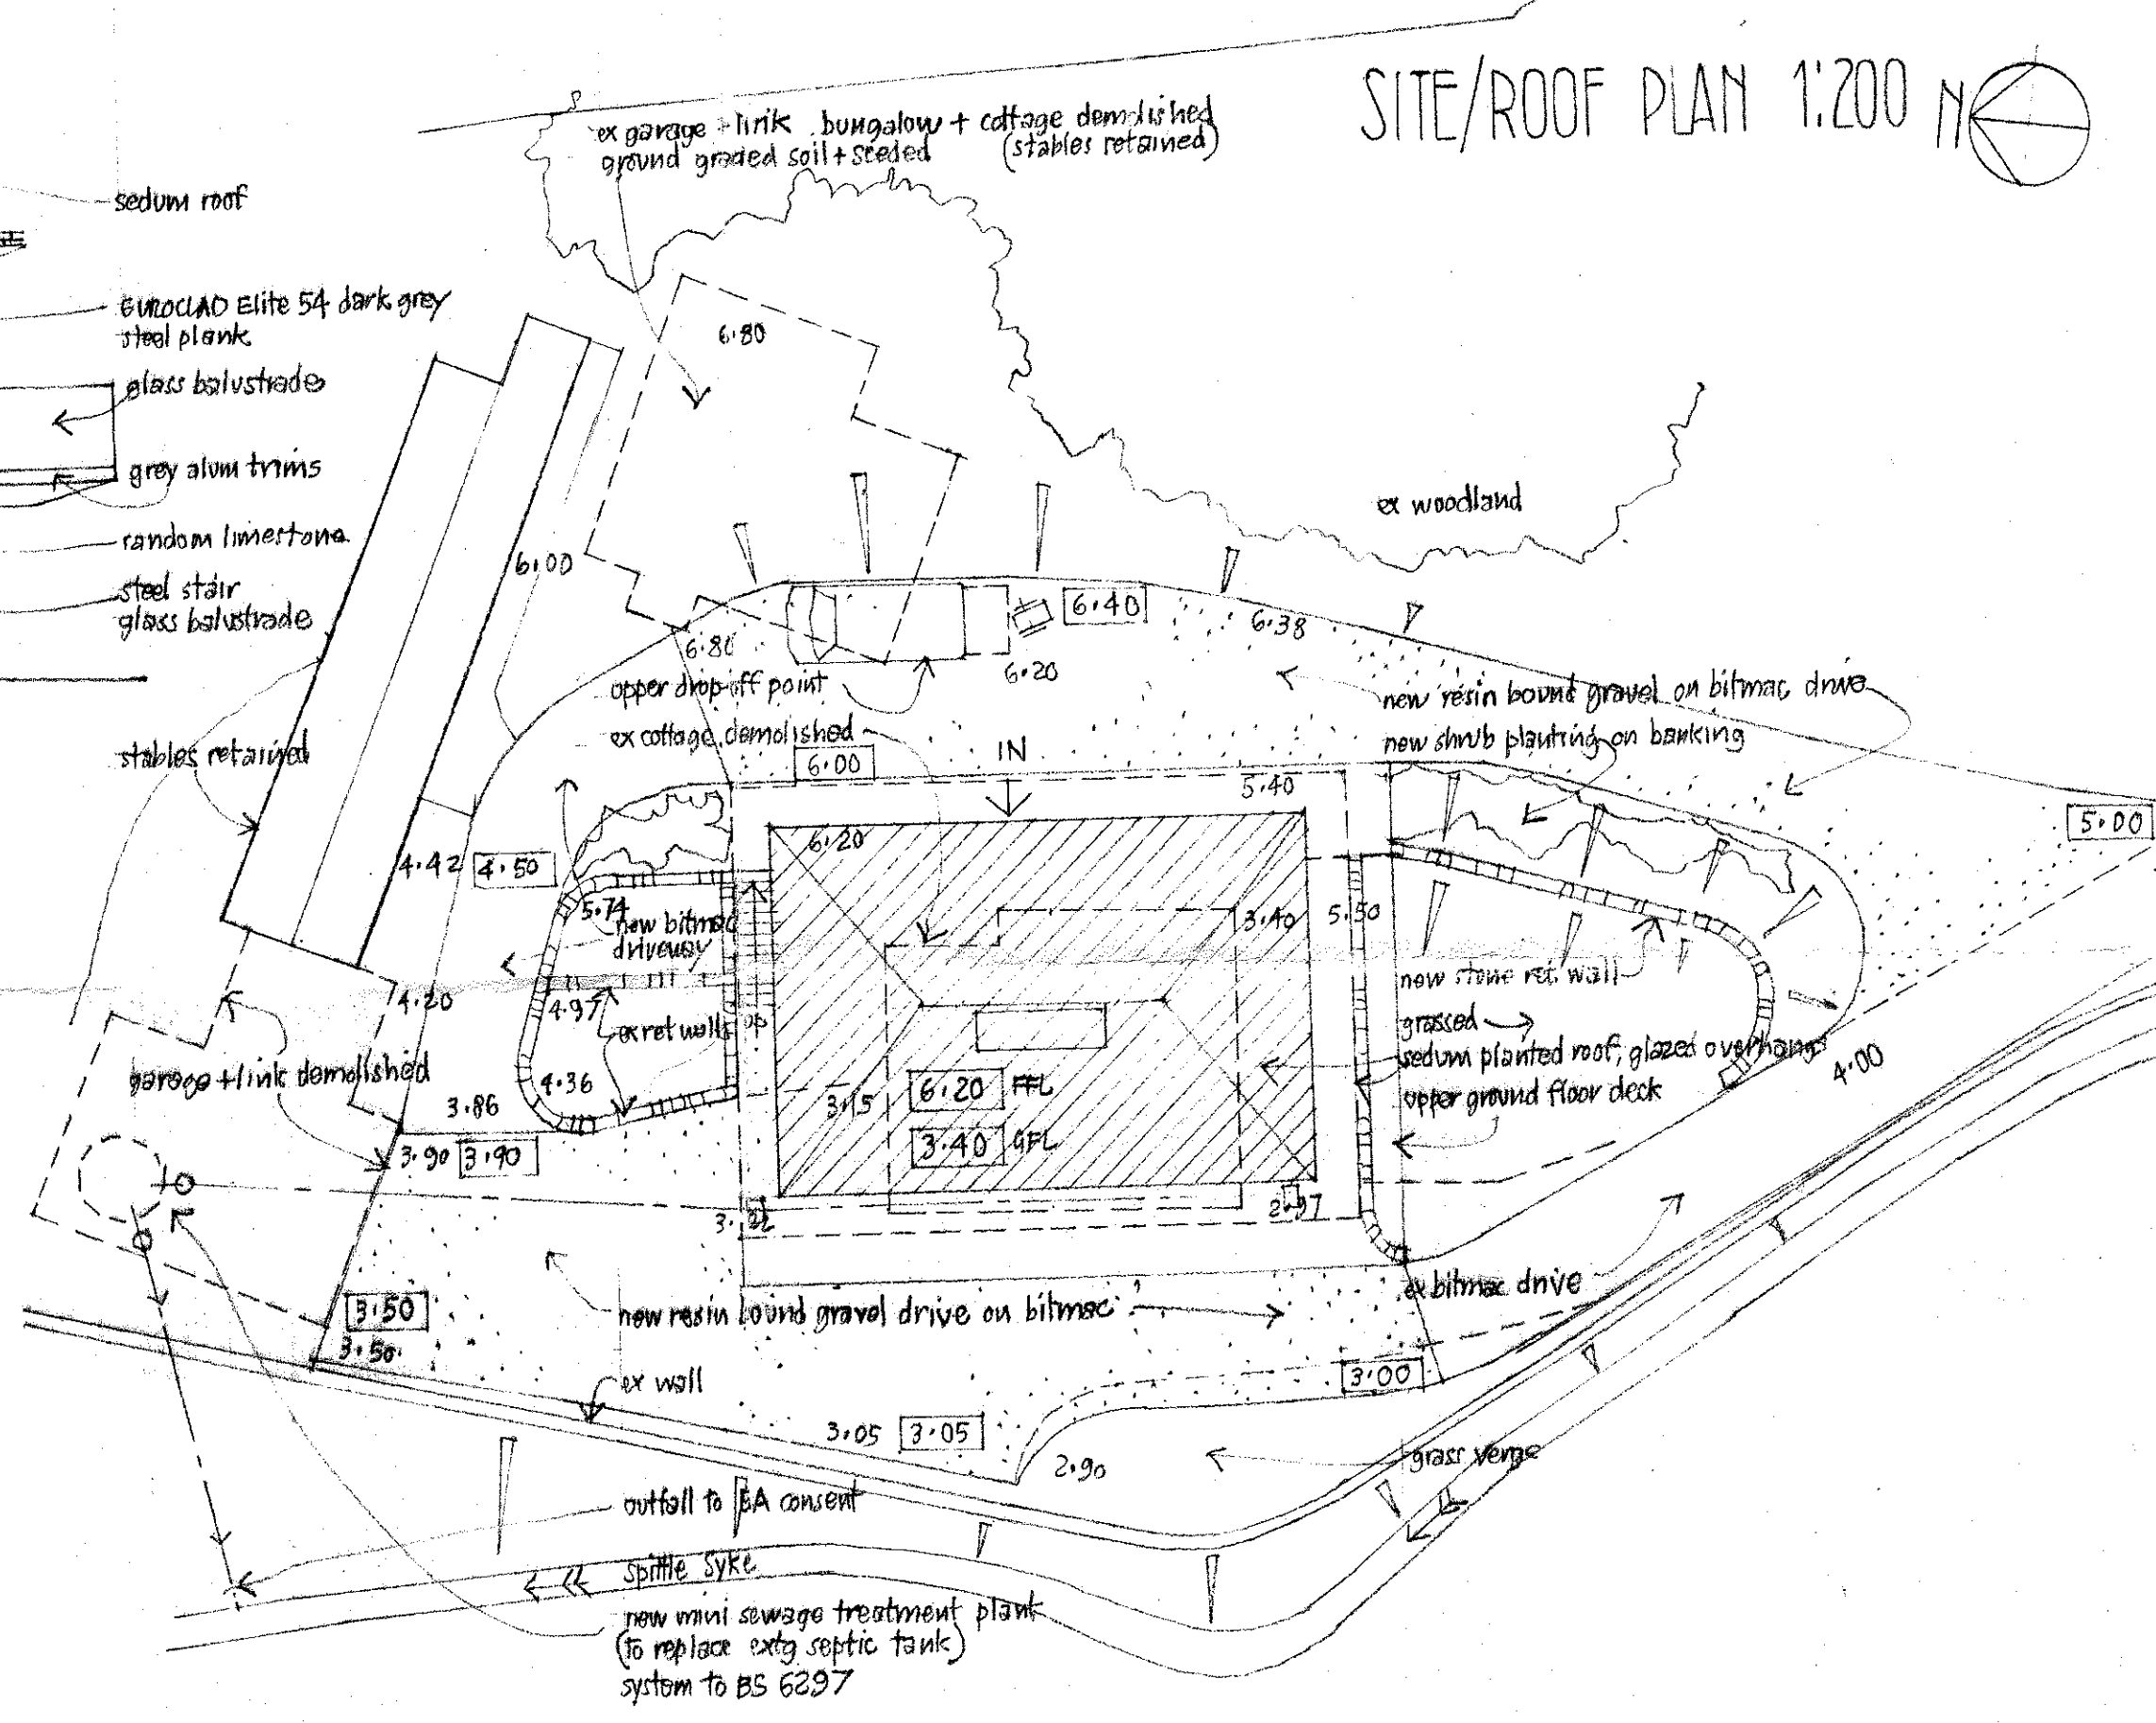 SITE/ROOF PLAN 1:200 N
ex garage + link bungalow + cottage demolished
ground graded soil + seeded (stables retained)
sedum roof
EUROCLAD Elite 54 dark grey
steel plank
glass balustrade
grey alum trims
random limestone
steel stair
glass balustrade
6.80
ex woodland
6.00
6.40
6.38
6.80
6.20
upper drop off point
new resin bound gravel on bitmac drive
ex cottage demolished
new shrub planting on banking
stables retained
6.00
IN
5.40
5.00
6.20
4.42 4.50
5.74
new bitmac
driveway
3.40
5.50
new stone ret. wall
4.20
4.97
ex ret walls
up
grassed
sedum planted roof, glazed overhang
garage + link demolished
4.00
4.36
3.86
3.15
6.20 FFL
upper ground floor deck
3.40 GFL
3.90 3.90
2.97
ex bitmac drive
3.50
new resin bound gravel drive on bitmac
3.50
ex wall
3.00
3.05 3.05
2.90
grass verge
outfall to EA consent
Spittle Syke
new mini sewage treatment plant
(to replace extg septic tank)
system to BS 6297